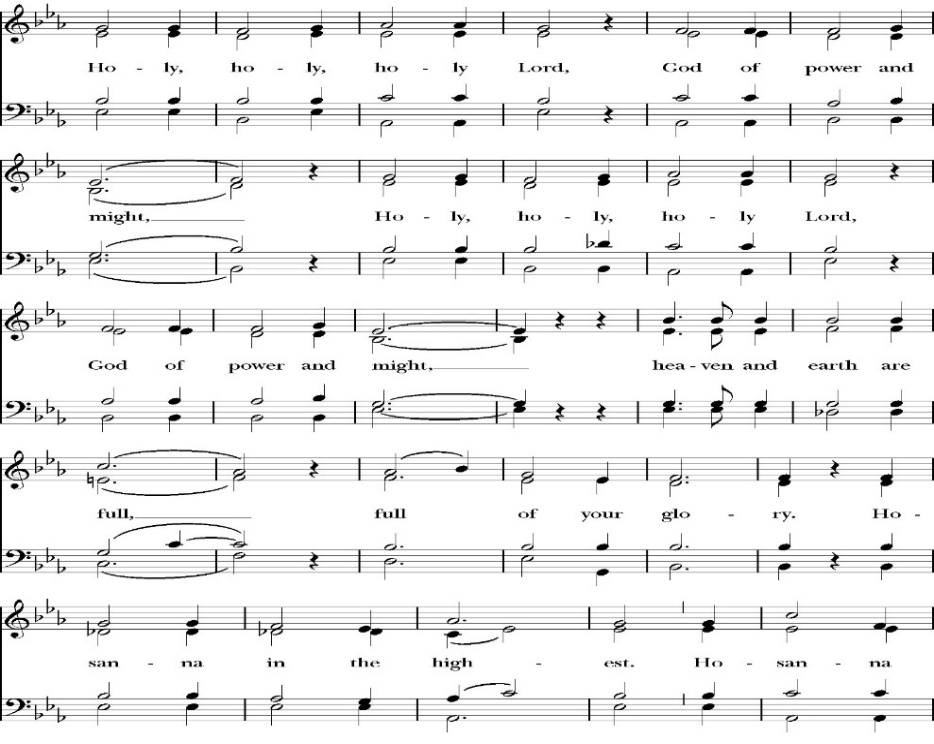 Ho - ly, ho - ly, ho - ly Lord, God of power and
might, Ho - ly, ho - ly, ho - ly Lord,
God of power and might, hea - ven and earth are
full, full of your glo - ry. Ho -
san - na in the high - est. Ho - san - na